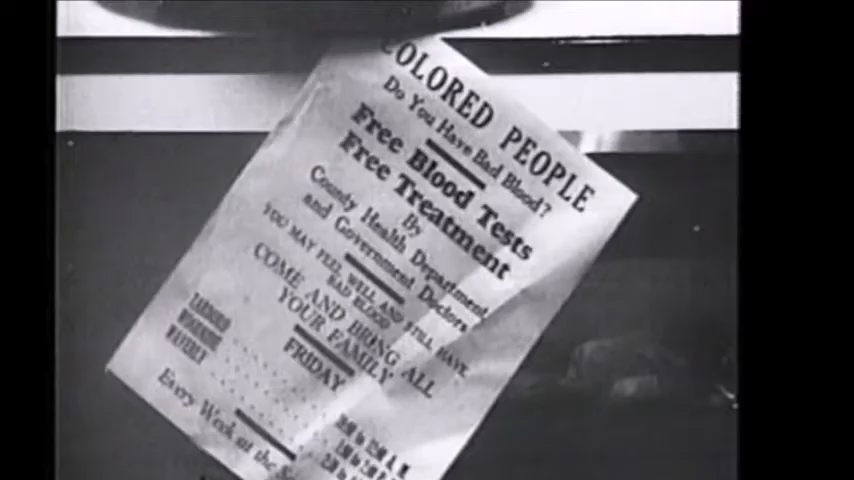 COLORED PEOPLE
Do You Have Bad Blood?
Free Blood Tests
Free Treatment
By
County Health Department
and Government Doctors
YOU MAY FEEL WELL AND STILL HAVE
BAD BLOOD
COME AND BRING ALL
YOUR FAMILY
FRIDAY
WAVERLY
Every Week at the